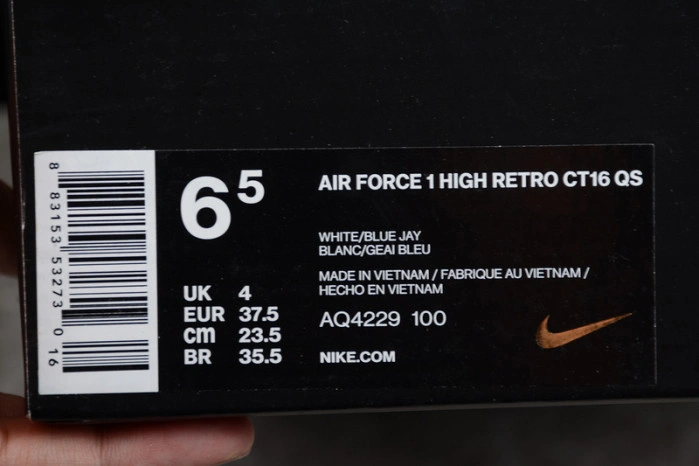 8 83153 53273 0 16
6 5
UK 4
EUR 37.5
cm 23.5
BR 35.5
AIR FORCE 1 HIGH RETRO CT16 QS
WHITE/BLUE JAY
BLANC/GEAI BLEU
MADE IN VIETNAM / FABRIQUE AU VIETNAM /
HECHO EN VIETNAM
AQ4229 100
NIKE.COM